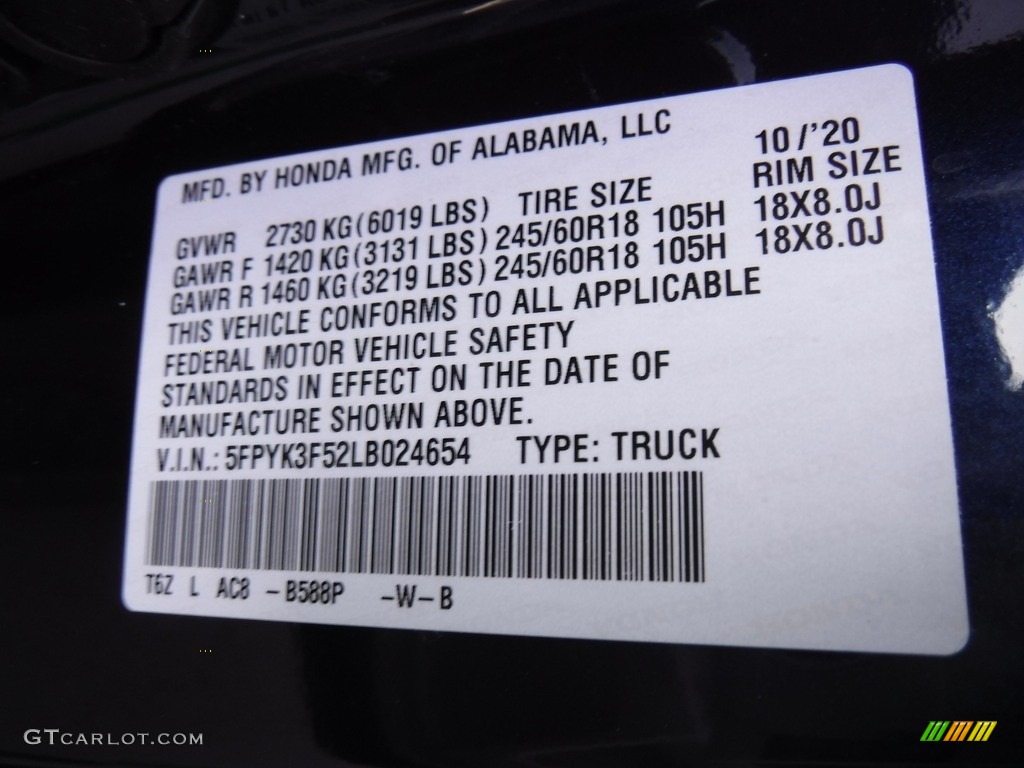 MFD. BY HONDA MFG. OF ALABAMA, LLC 10/'20
TIRE SIZE RIM SIZE
GVWR 2730 KG(6019 LBS)
GAWR F 1420 KG(3131 LBS) 245/60R18 105H 18X8.0J
GAWR R 1460 KG(3219 LBS) 245/60R18 105H 18X8.0J
THIS VEHICLE CONFORMS TO ALL APPLICABLE
FEDERAL MOTOR VEHICLE SAFETY
STANDARDS IN EFFECT ON THE DATE OF
MANUFACTURE SHOWN ABOVE.
V.I.N.: 5FPYK3F52LB024654 TYPE: TRUCK
T6Z L AC8 -B588P -W-B
GTCARLOT.COM